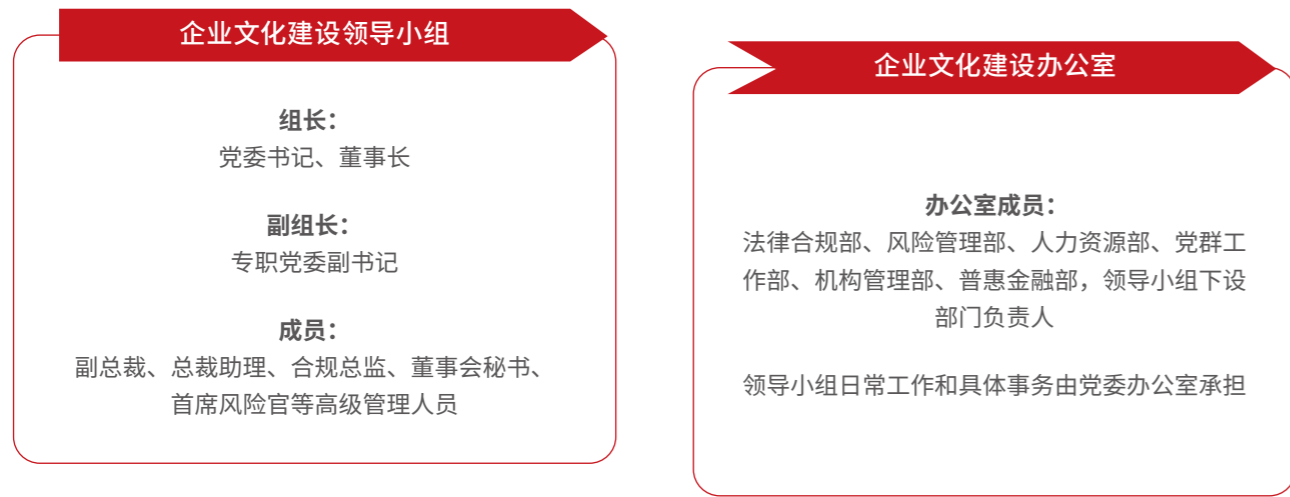 企业文化建设领导小组
组长：
党委书记、董事长
副组长：
专职党委副书记
成员：
副总裁、总裁助理、合规总监、董事会秘书、
首席风险官等高级管理人员
企业文化建设办公室
办公室成员：
法律合规部、风险管理部、人力资源部、党群工
作部、机构管理部、普惠金融部，领导小组下设
部门负责人
领导小组日常工作和具体事务由党委办公室承担